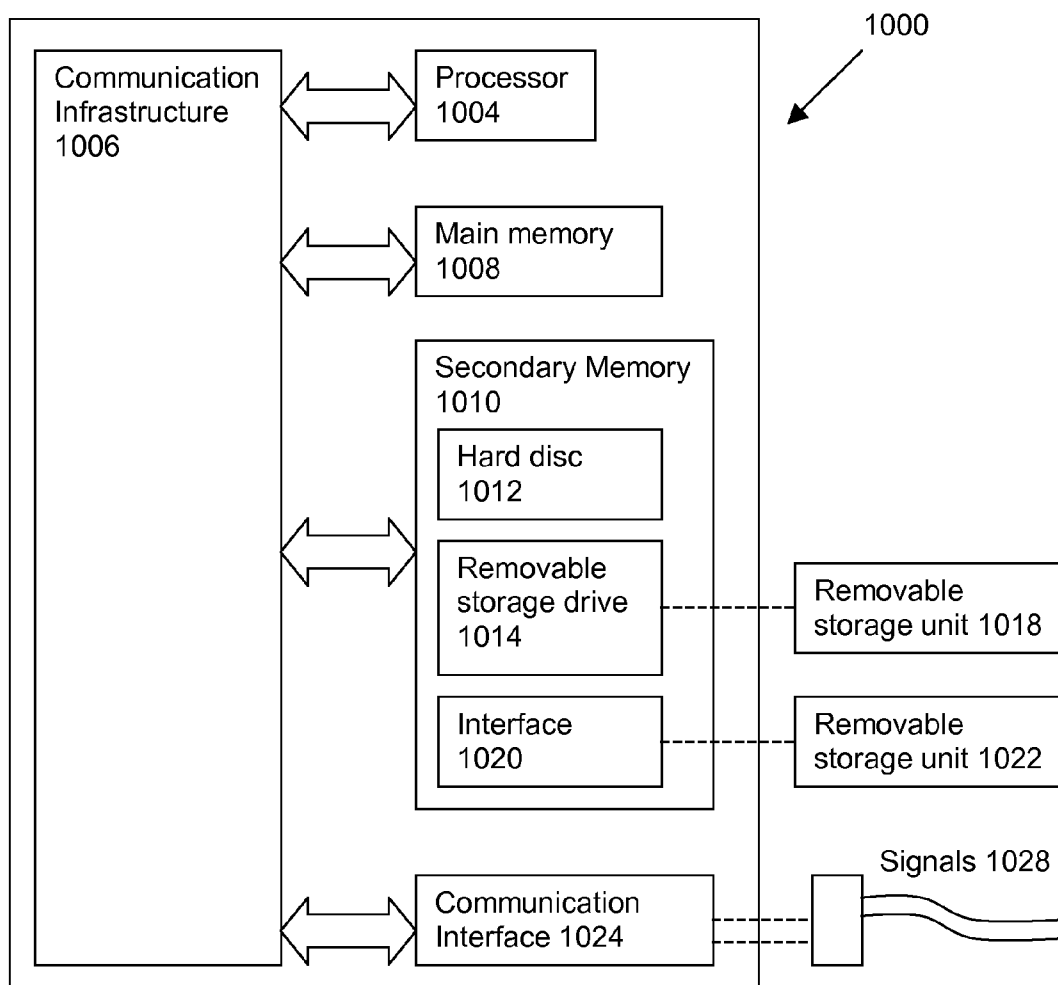 1000
Communication
Infrastructure
1006
Processor
1004
Main memory
1008
Secondary Memory
1010
Hard disc
1012
Removable
storage drive
1014
Removable
storage unit 1018
Interface
1020
Removable
storage unit 1022
Signals 1028
Communication
Interface 1024